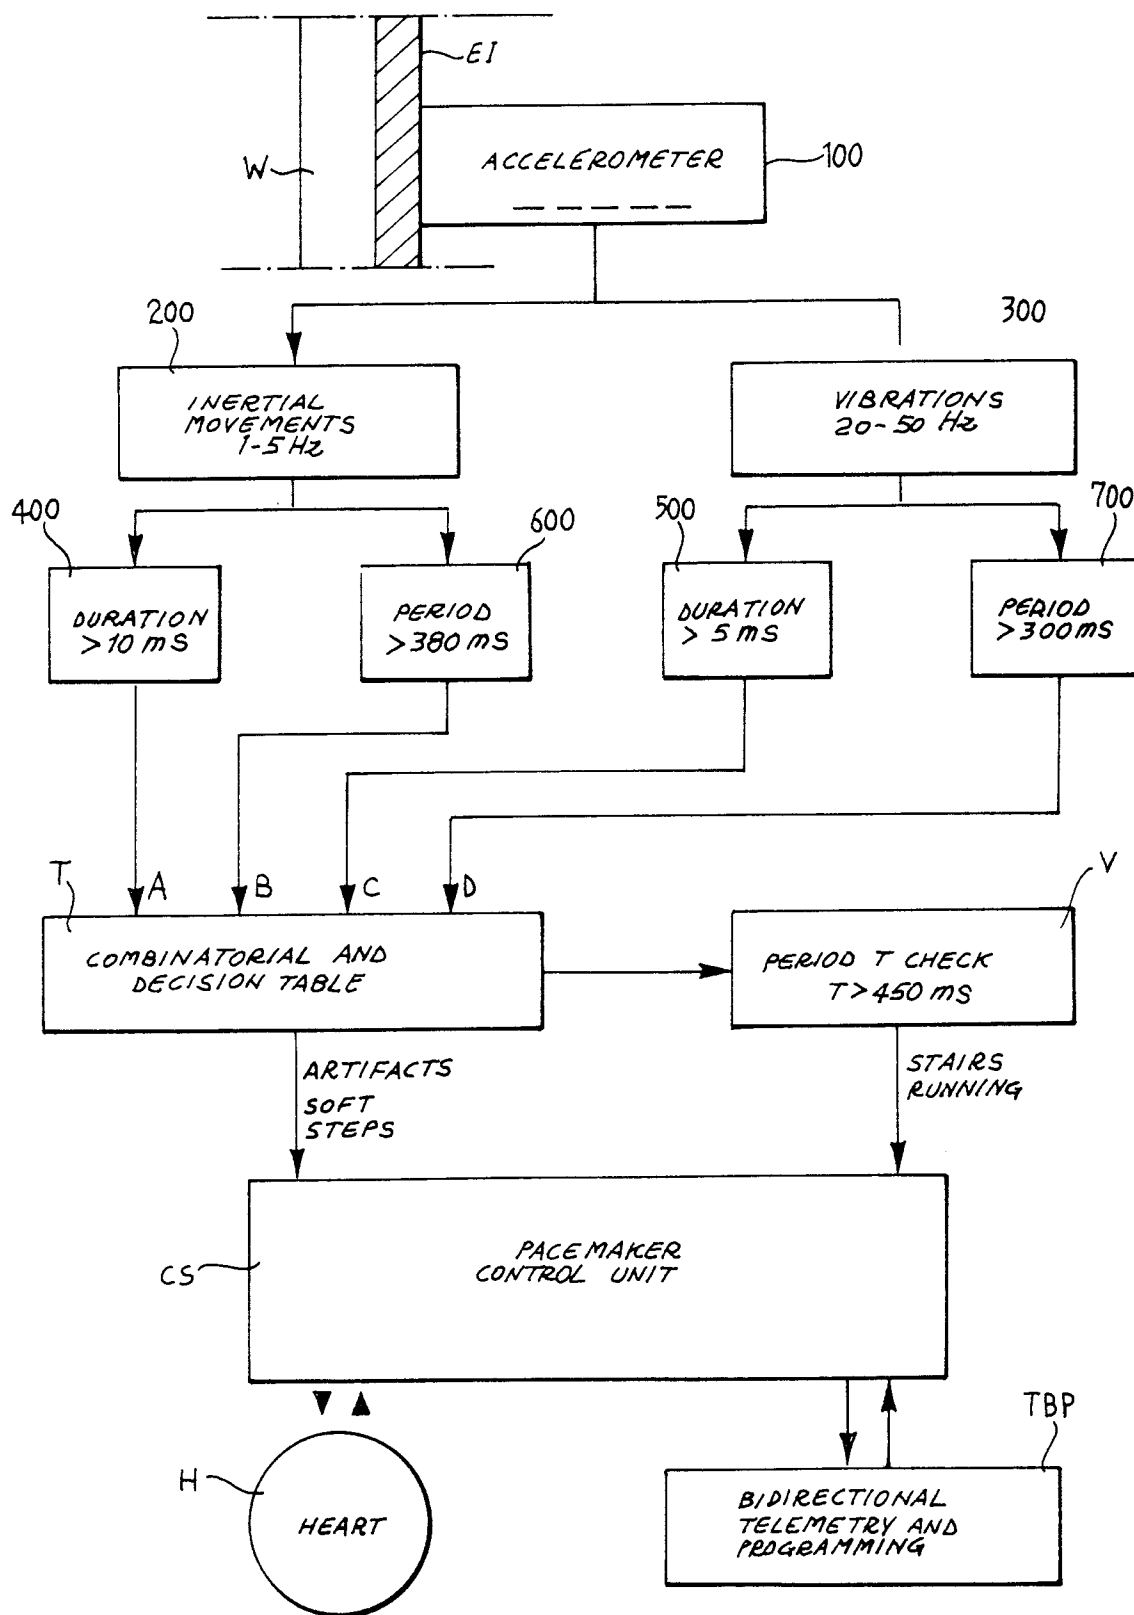 EI
W
ACCELEROMETER
100
200
300
INERTIAL
MOVEMENTS
1-5 Hz
VIBRATIONS
20-50 Hz
400
600
500
700
DURATION
>10 mS
PERIOD
>380 mS
DURATION
> 5 mS
PERIOD
>300 mS
T
A
B
C
D
V
COMBINATORIAL AND
DECISION TABLE
PERIOD T CHECK
T>450 mS
ARTIFACTS
SOFT
STEPS
STAIRS
RUNNING
CS
PACEMAKER
CONTROL UNIT
H
HEART
TBP
BIDIRECTIONAL
TELEMETRY AND
PROGRAMMING